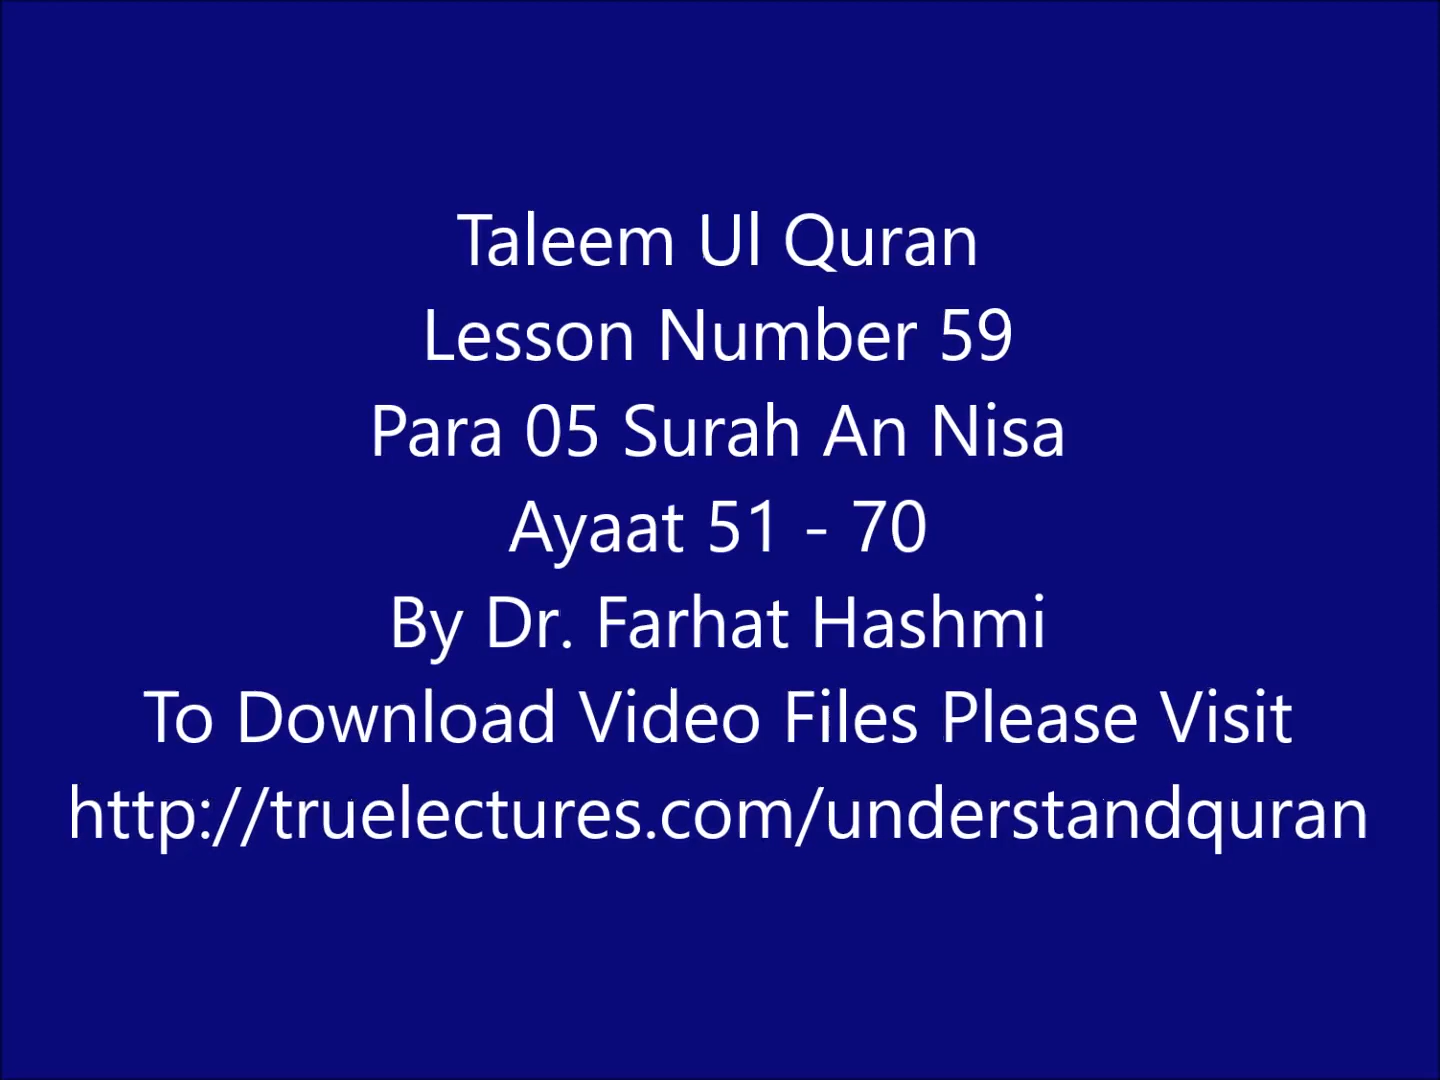 Taleem Ul Quran
Lesson Number 59
Para 05 Surah An Nisa
Ayaat 51 - 70
By Dr. Farhat Hashmi
To Download Video Files Please Visit
http://truelectures.com/understandquran